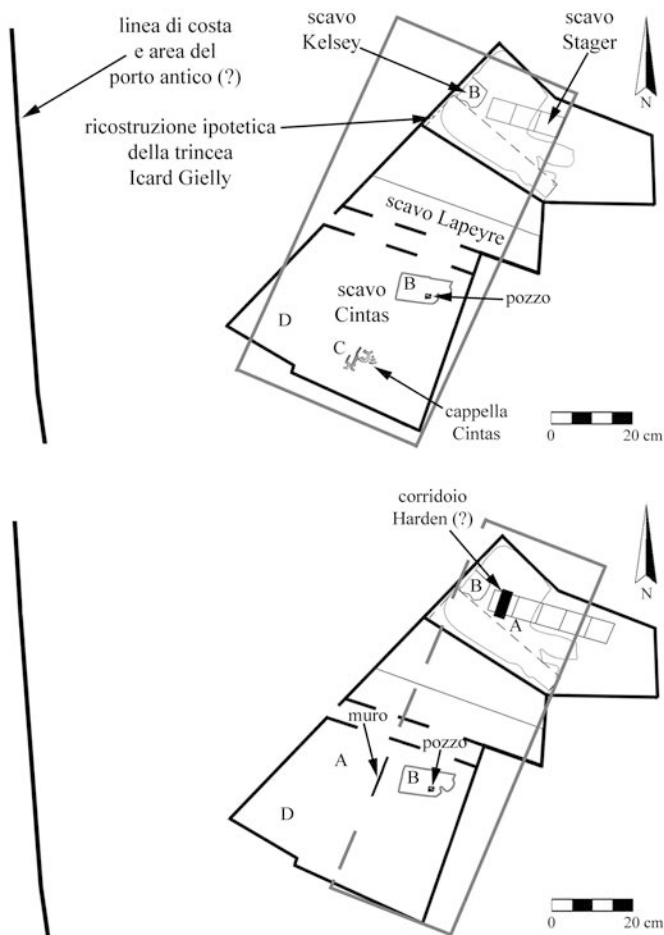 linea di costa
e area del
porto antico (?)
scavo
Kelsey
scavo
Stager
N
B
ricostruzione ipotetica
della trincea
Icard Gielly
scavo Lapeyre
B
scavo
Cintas
pozzo
D
C
cappella
Cintas
0
20 cm
corridoio
Harden (?)
N
B
A
muro
pozzo
A
B
D
0
20 cm